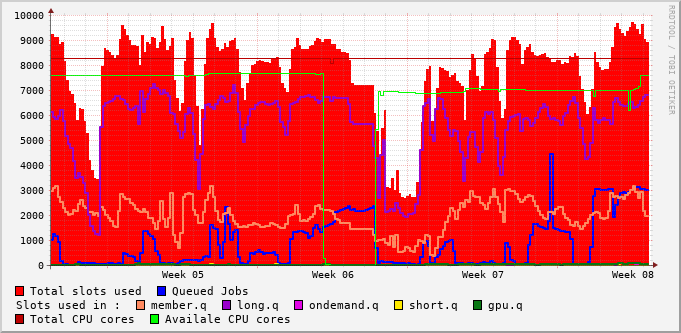 10000
9000
8000
7000
6000
5000
4000
3000
2000
1000
0
Week 05 Week 06 Week 07 Week 08
RRDTOOL / TOBI OETIKER
Total slots used Queued Jobs
Slots used in : member.q long.q ondemand.q short.q gpu.q
Total CPU cores Availale CPU cores